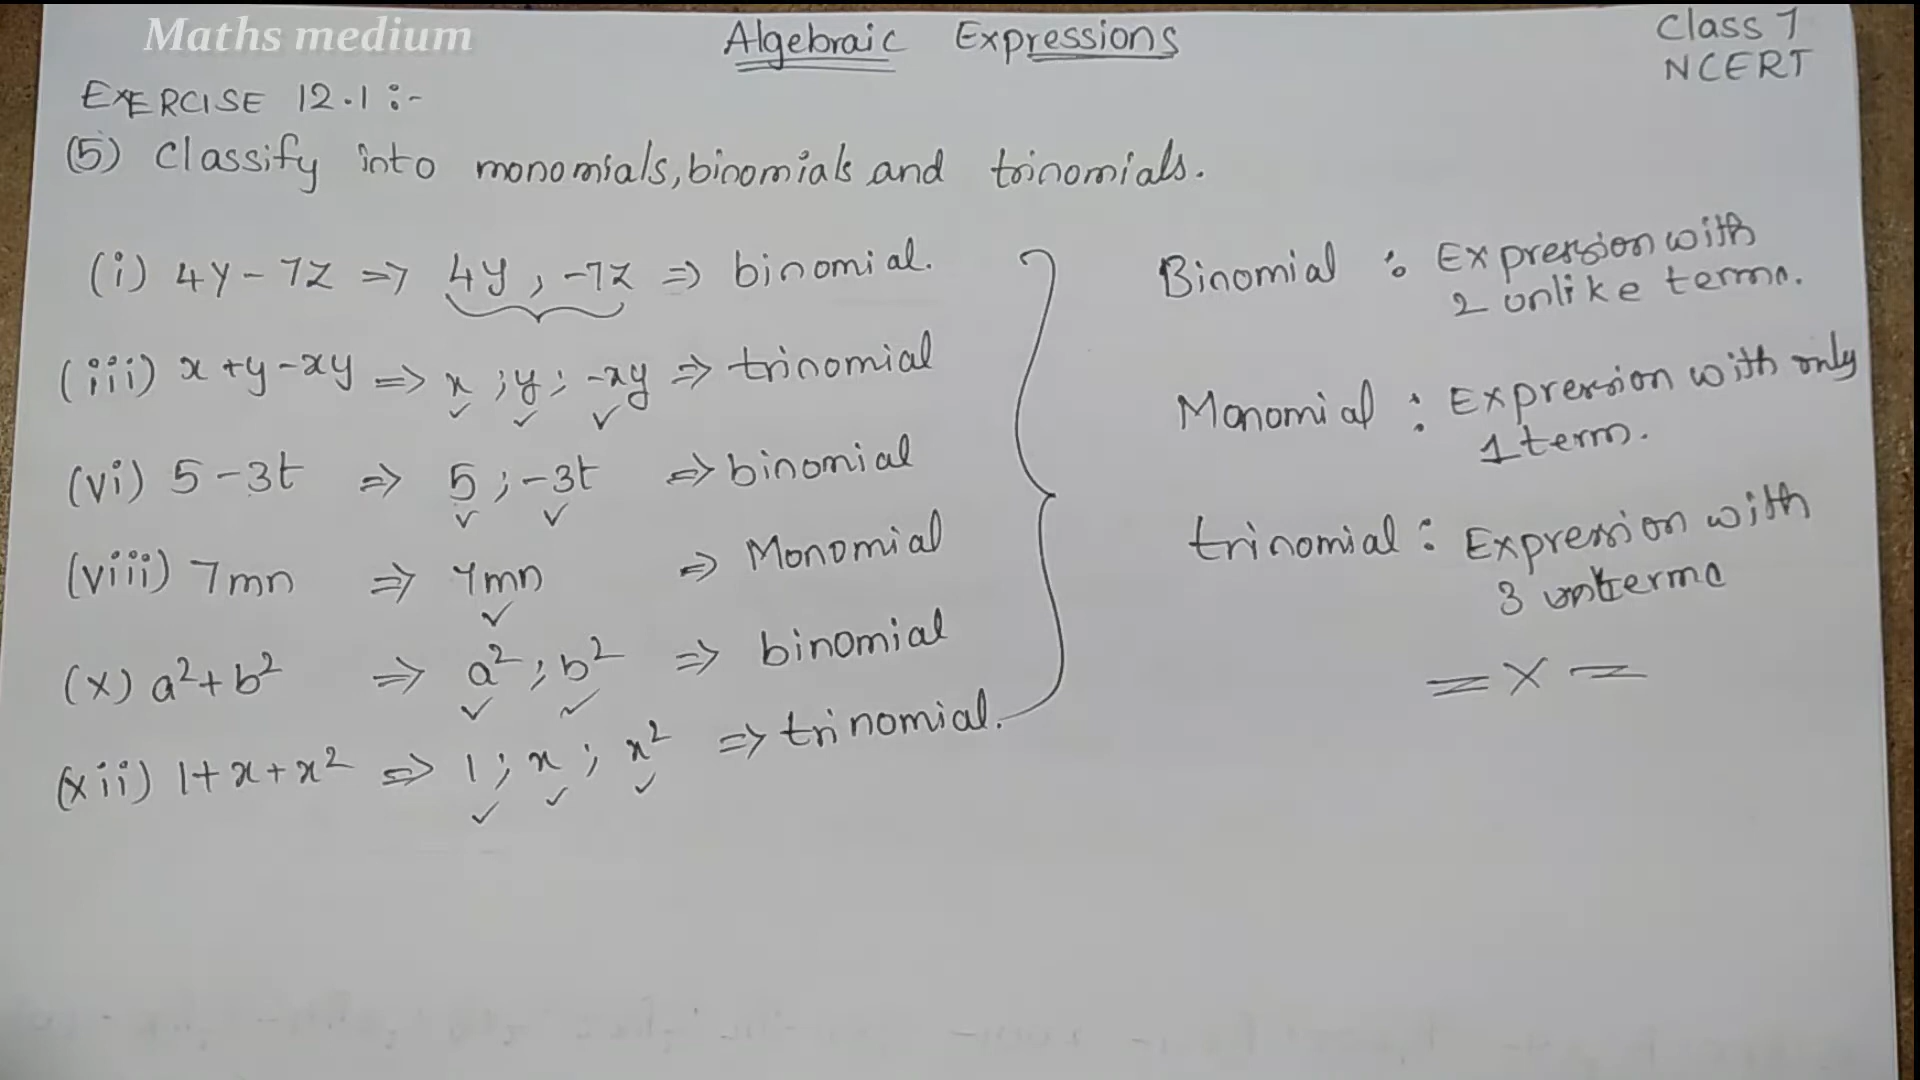 Maths medium
Algebraic Expressions
Class 7
NCERT
EXERCISE 12.1 :-
(5) Classify into monomials, binomials and trinomials.
(i) 4y - 7z => 4y, -7z => binomial.
(iii) x + y - xy => x ; y ; -xy => trinomial
(vi) 5 - 3t => 5 ; -3t => binomial
(viii) 7mn => 7mn => Monomial
(x) a² + b² => a² ; b² => binomial
(xii) 1 + x + x² => 1 ; x ; x² => trinomial.
Binomial : Expression with
2 unlike terms.
Monomial : Expression with only
1 term.
trinomial : Expression with
3 terms
= X =